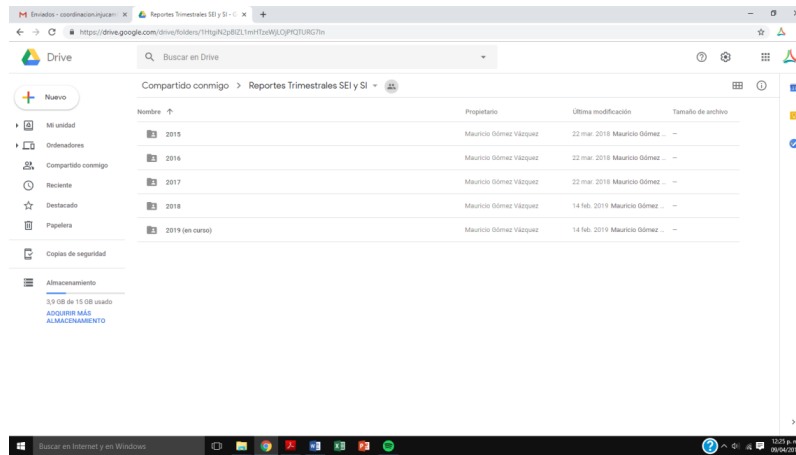 Enviados - coordinacion.injucam
Reportes Trimestrales SEI y SI - G
https://drive.google.com/drive/folders/1HtgiN2pBIZL1mHTzeWjLOjPfQTURG7In
Drive
Buscar en Drive
Nuevo
Compartido conmigo > Reportes Trimestrales SEI y SI
Nombre Propietario Última modificación Tamaño de archivo
Mi unidad
Ordenadores
Compartido conmigo
Reciente
Destacado
Papelera
Copias de seguridad
Almacenamiento
3,9 GB de 15 GB usado
ADQUIRIR MÁS
ALMACENAMIENTO
2015 Mauricio Gómez Vázquez 22 mar. 2018 Mauricio Gómez ... —
2016 Mauricio Gómez Vázquez 22 mar. 2018 Mauricio Gómez ... —
2017 Mauricio Gómez Vázquez 22 mar. 2018 Mauricio Gómez ... —
2018 Mauricio Gómez Vázquez 14 feb. 2019 Mauricio Gómez ... —
2019 (en curso) Mauricio Gómez Vázquez 14 feb. 2019 Mauricio Gómez ... —
Buscar en Internet y en Windows
12:25 p. m
09/04/201